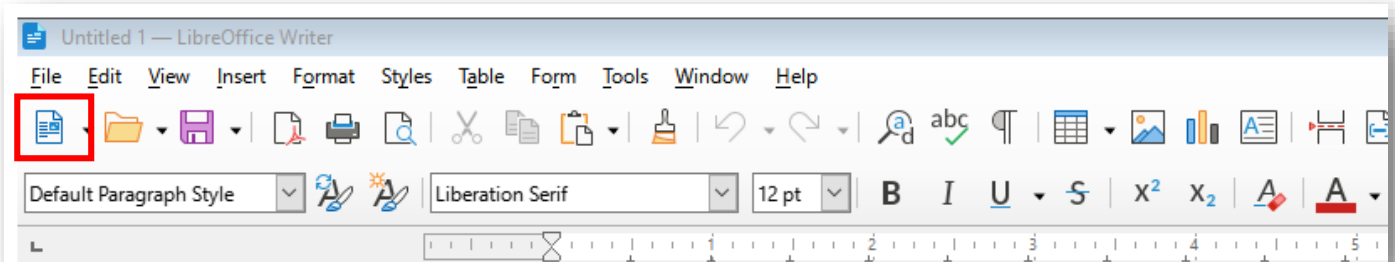 Untitled 1 — LibreOffice Writer
File Edit View Insert Format Styles Table Form Tools Window Help
a d abc ¶ A
Default Paragraph Style Liberation Serif 12 pt B I U S X² X₂ A A
1 2 3 4 5